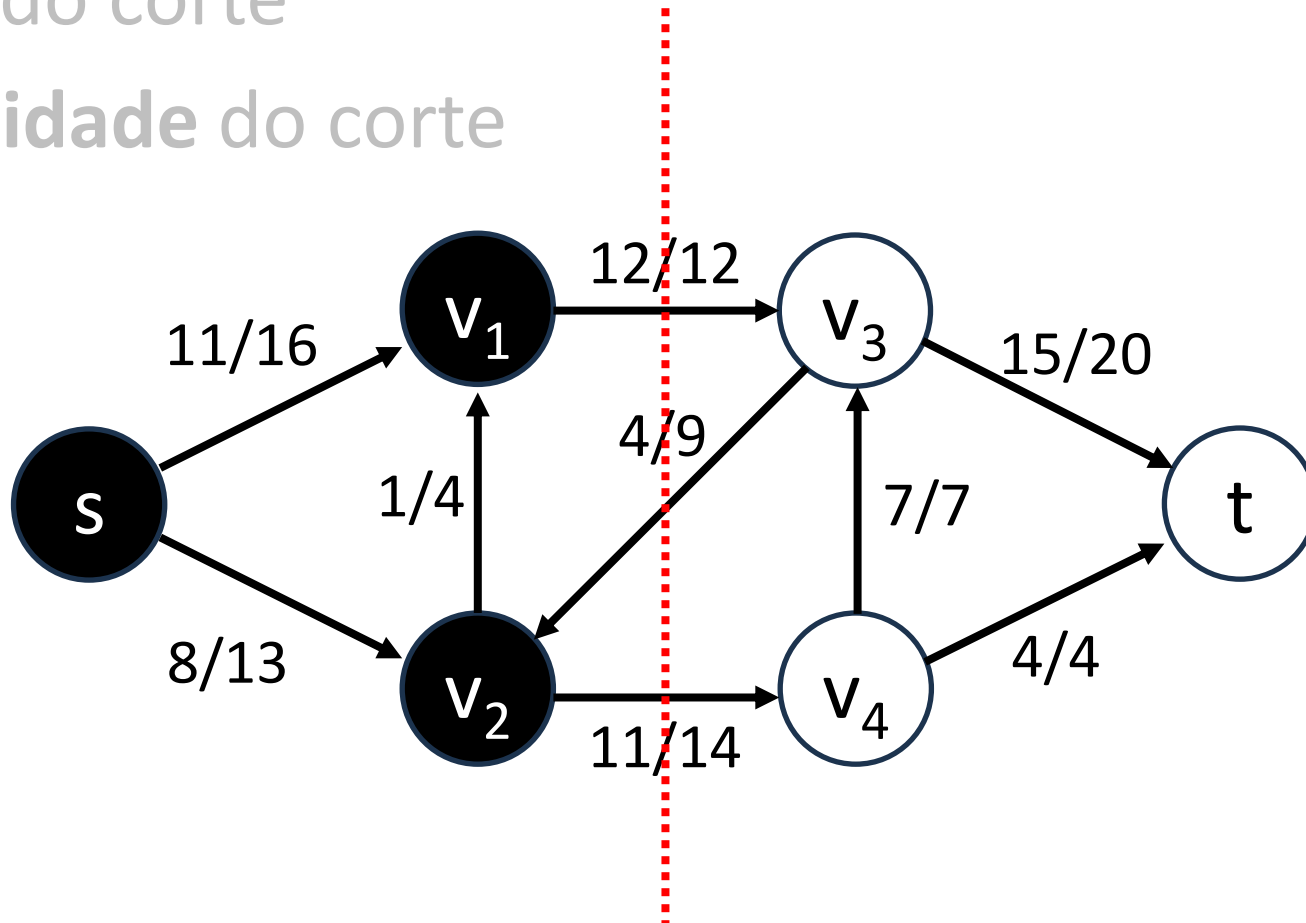 do corte
idade do corte
12/12
v1
v3
11/16
15/20
4/9
1/4
7/7
s
t
8/13
4/4
v2
v4
11/14